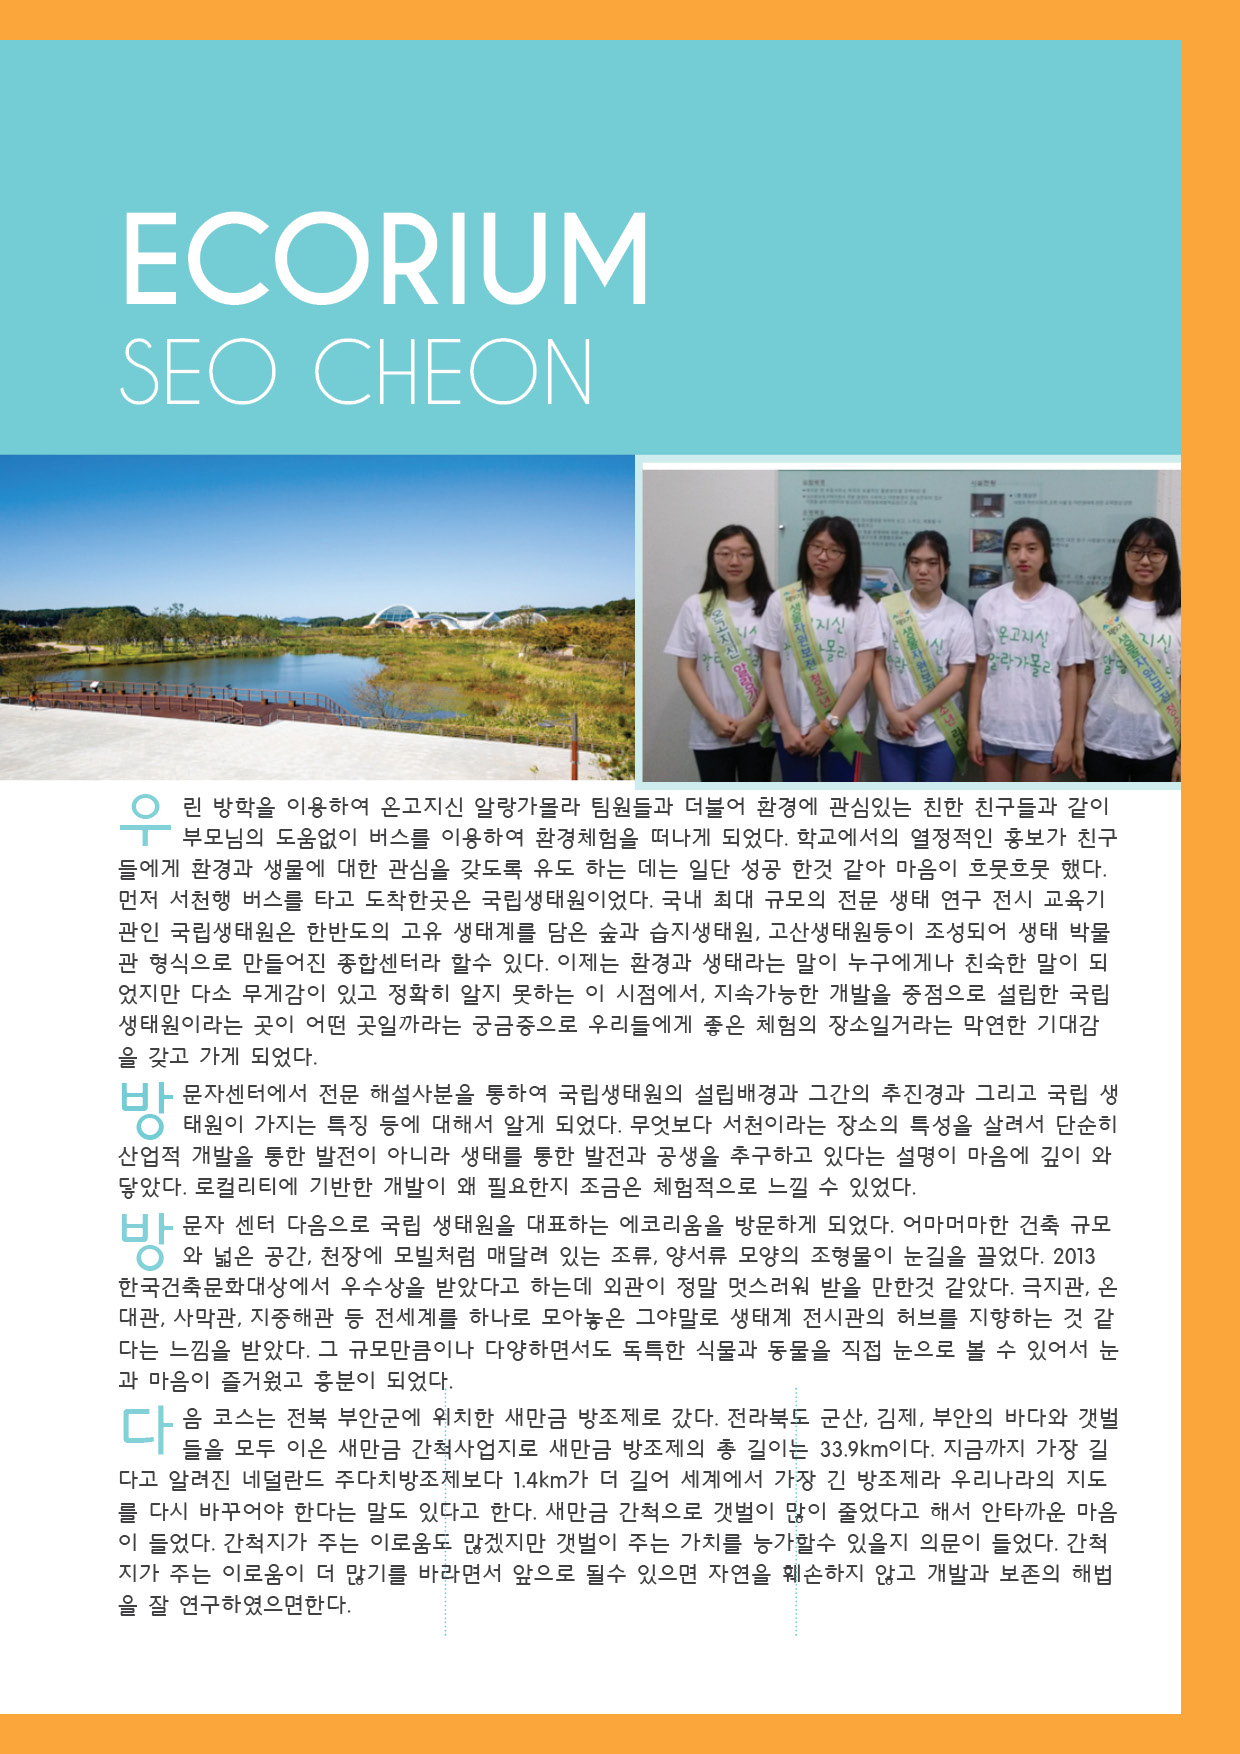 ECORIUM
SEO CHEON
온고지신
알랑가몰라
우린 방학을 이용하여 온고지신 알랑가몰라 팀원들과 더불어 환경에 관심있는 친한 친구들과 같이
부모님의 도움없이 버스를 이용하여 환경체험을 떠나게 되었다. 학교에서의 열정적인 홍보가 친구
들에게 환경과 생물에 대한 관심을 갖도록 유도 하는 데는 일단 성공 한것 같아 마음이 흐뭇흐뭇 했다.
먼저 서천행 버스를 타고 도착한곳은 국립생태원이었다. 국내 최대 규모의 전문 생태 연구 전시 교육기
관인 국립생태원은 한반도의 고유 생태계를 담은 숲과 습지생태원, 고산생태원등이 조성되어 생태 박물
관 형식으로 만들어진 종합센터라 할수 있다. 이제는 환경과 생태라는 말이 누구에게나 친숙한 말이 되
었지만 다소 무게감이 있고 정확히 알지 못하는 이 시점에서, 지속가능한 개발을 중점으로 설립한 국립
생태원이라는 곳이 어떤 곳일까라는 궁금증으로 우리들에게 좋은 체험의 장소일거라는 막연한 기대감
을 갖고 가게 되었다.
방문자센터에서 전문 해설사분을 통하여 국립생태원의 설립배경과 그간의 추진경과 그리고 국립 생
태원이 가지는 특징 등에 대해서 알게 되었다. 무엇보다 서천이라는 장소의 특성을 살려서 단순히
산업적 개발을 통한 발전이 아니라 생태를 통한 발전과 공생을 추구하고 있다는 설명이 마음에 깊이 와
닿았다. 로컬리티에 기반한 개발이 왜 필요한지 조금은 체험적으로 느낄 수 있었다.
방문자 센터 다음으로 국립 생태원을 대표하는 에코리움을 방문하게 되었다. 어마머마한 건축 규모
와 넓은 공간, 천장에 모빌처럼 매달려 있는 조류, 양서류 모양의 조형물이 눈길을 끌었다. 2013
한국건축문화대상에서 우수상을 받았다고 하는데 외관이 정말 멋스러워 받을 만한것 같았다. 극지관, 온
대관, 사막관, 지중해관 등 전세계를 하나로 모아놓은 그야말로 생태계 전시관의 허브를 지향하는 것 같
다는 느낌을 받았다. 그 규모만큼이나 다양하면서도 독특한 식물과 동물을 직접 눈으로 볼 수 있어서 눈
과 마음이 즐거웠고 흥분이 되었다.
다음 코스는 전북 부안군에 위치한 새만금 방조제로 갔다. 전라북도 군산, 김제, 부안의 바다와 갯벌
들을 모두 이은 새만금 간척사업지로 새만금 방조제의 총 길이는 33.9km이다. 지금까지 가장 길
다고 알려진 네덜란드 주다치방조제보다 1.4km가 더 길어 세계에서 가장 긴 방조제라 우리나라의 지도
를 다시 바꾸어야 한다는 말도 있다고 한다. 새만금 간척으로 갯벌이 많이 줄었다고 해서 안타까운 마음
이 들었다. 간척지가 주는 이로움도 많겠지만 갯벌이 주는 가치를 능가할수 있을지 의문이 들었다. 간척
지가 주는 이로움이 더 많기를 바라면서 앞으로 될수 있으면 자연을 훼손하지 않고 개발과 보존의 해법
을 잘 연구하였으면한다.